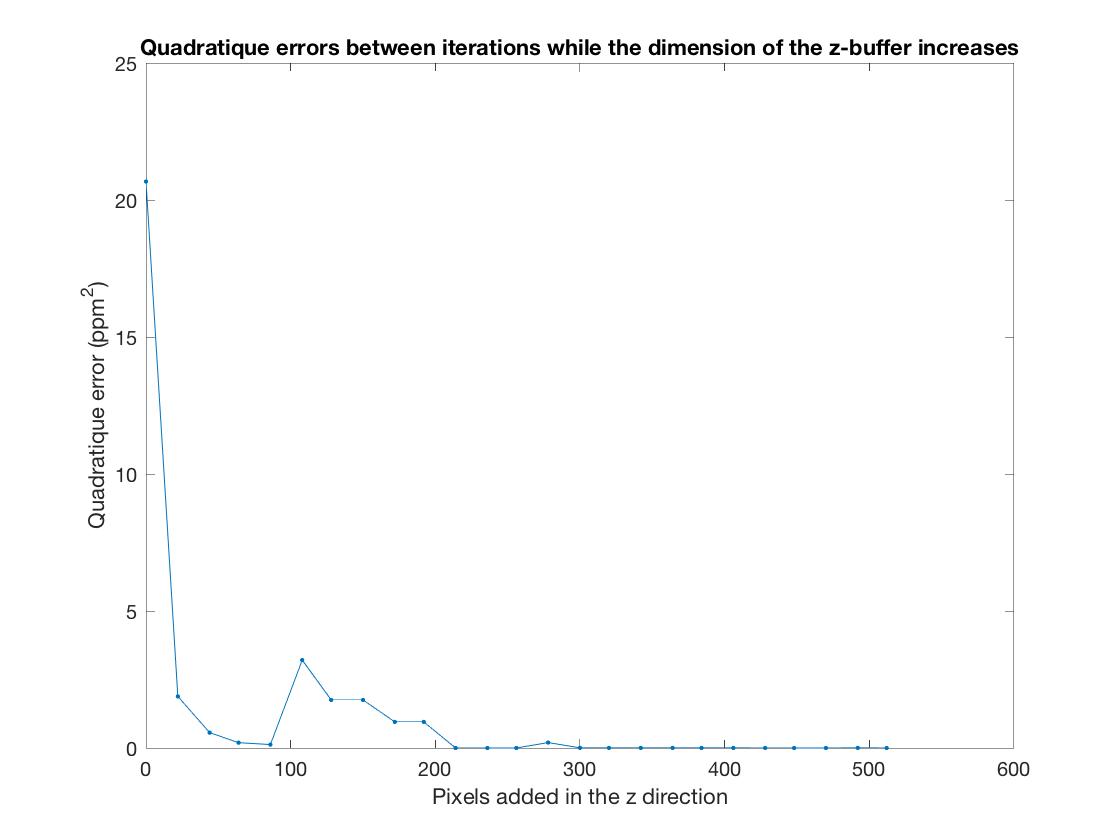 Quadratique errors between iterations while the dimension of the z-buffer increases
25
20
15
10
5
0
Quadratique error (ppm²)
0 100 200 300 400 500 600
Pixels added in the z direction